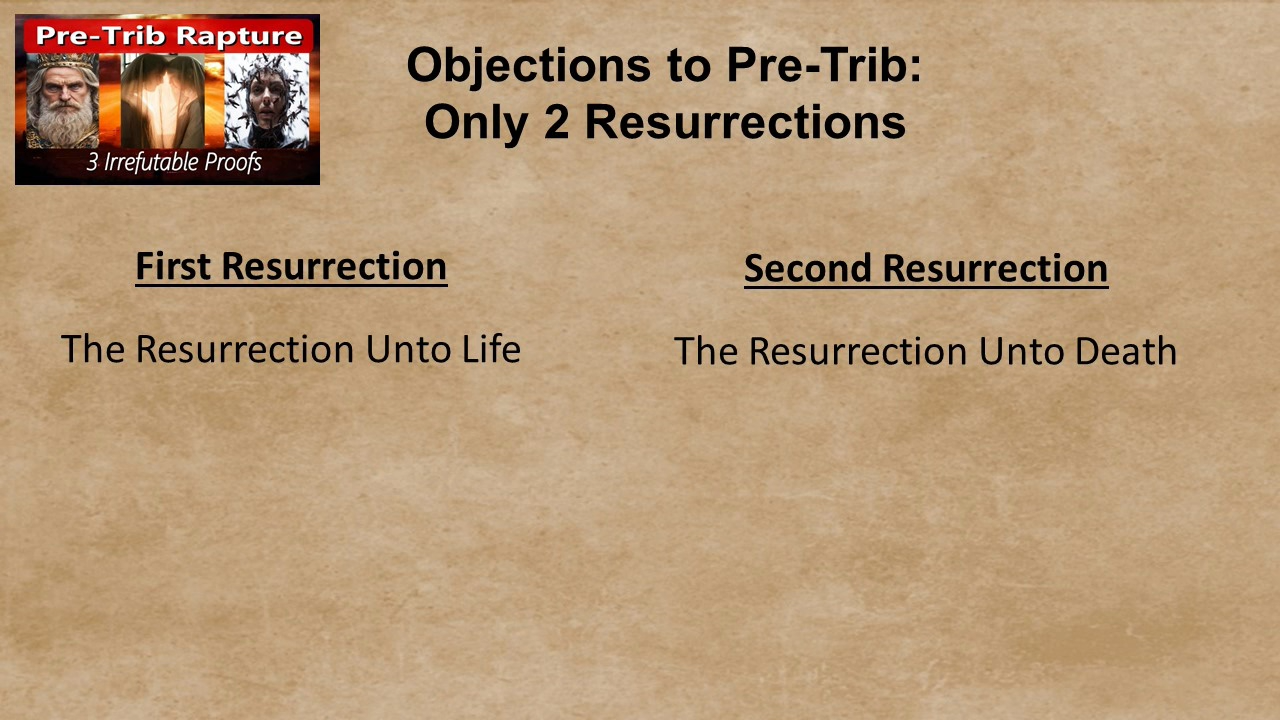 Pre-Trib Rapture
3 Irrefutable Proofs
Objections to Pre-Trib:
Only 2 Resurrections
First Resurrection
The Resurrection Unto Life
Second Resurrection
The Resurrection Unto Death